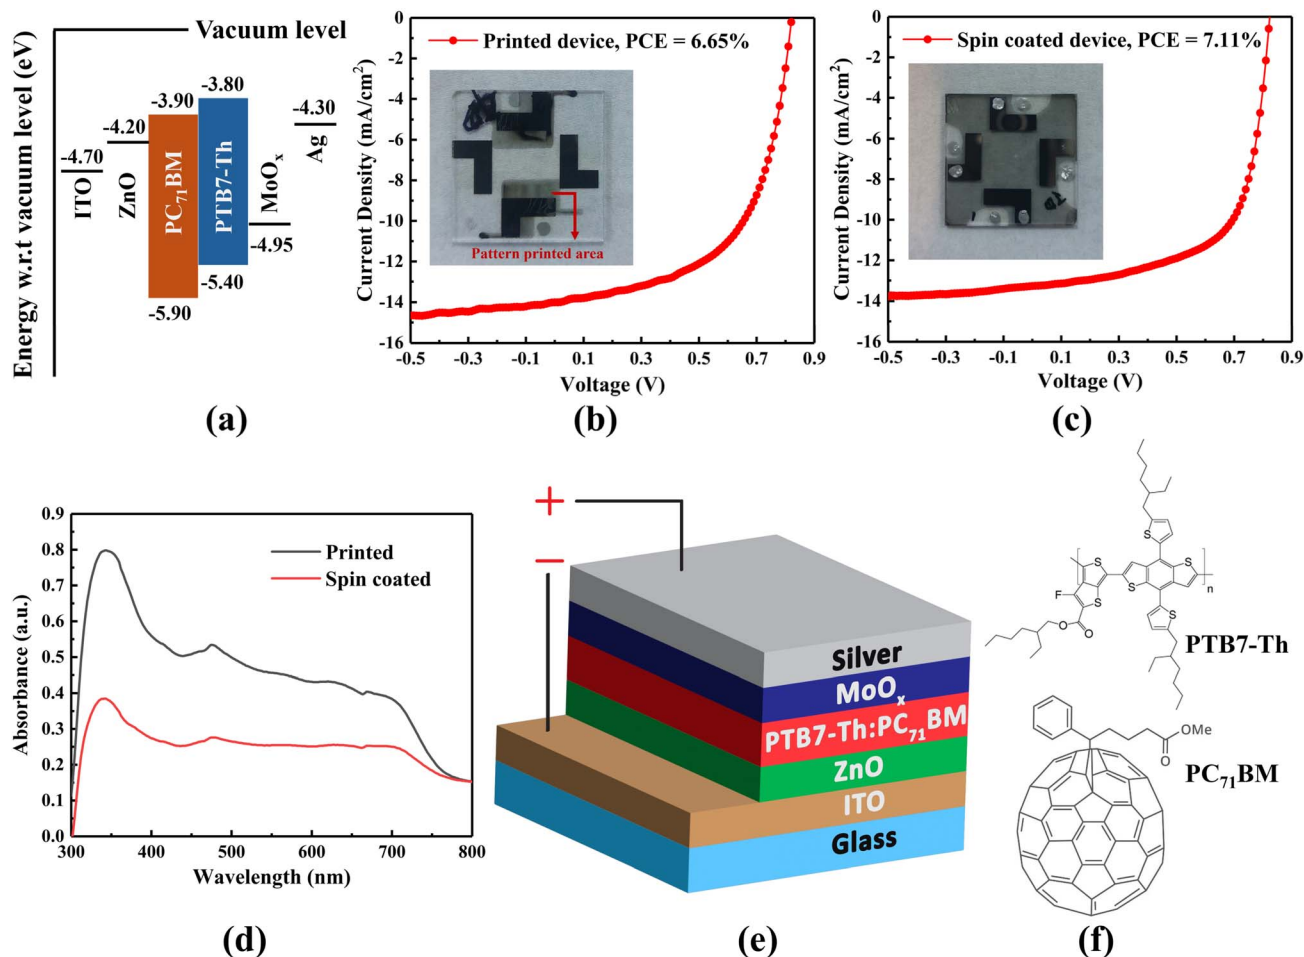 Energy w.r.t vacuum level (eV)
Vacuum level
-4.70
ITO
-4.20
ZnO
-3.90
PC71BM
-5.90
-3.80
PTB7-Th
-5.40
MoOx
-4.95
-4.30
Ag
(a)
Printed device, PCE = 6.65%
Current Density (mA/cm2)
0
-2
-4
-6
-8
-10
-12
-14
-16
Pattern printed area
-0.5 -0.3 -0.1 0.1 0.3 0.5 0.7 0.9
Voltage (V)
(b)
Spin coated device, PCE = 7.11%
Current Density (mA/cm2)
0
-2
-4
-6
-8
-10
-12
-14
-16
-0.5 -0.3 -0.1 0.1 0.3 0.5 0.7 0.9
Voltage (V)
(c)
Absorbance (a.u.)
0.9
0.8
0.7
0.6
0.5
0.4
0.3
0.2
0.1
0.0
Printed
Spin coated
300 400 500 600 700 800
Wavelength (nm)
(d)
+
−
Silver
MoOx
PTB7-Th:PC71BM
ZnO
ITO
Glass
(e)
S
S
S
S
n
F
S
S
O
O
S
PTB7-Th
OMe
O
PC71BM
(f)